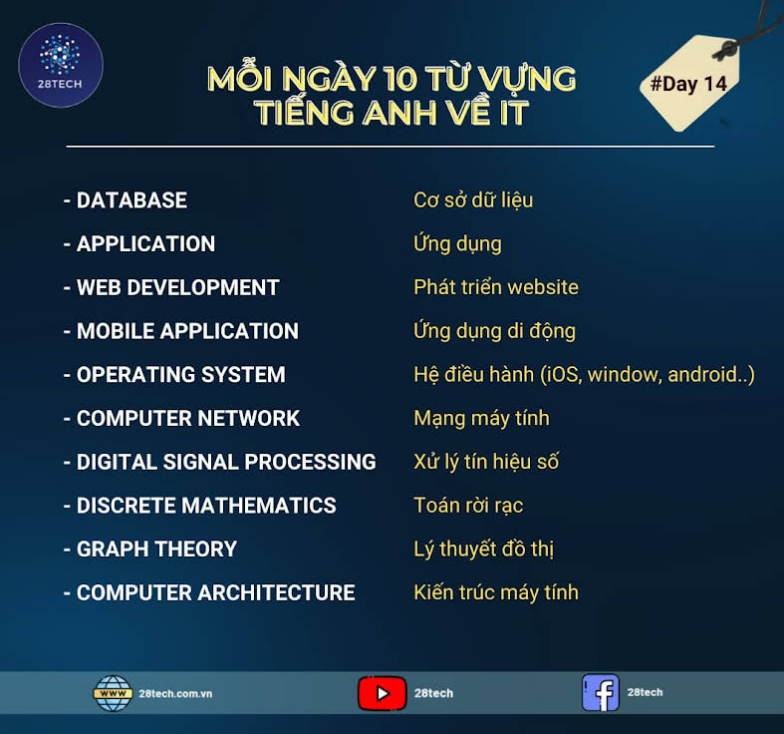 28TECH
MỖI NGÀY 10 TỪ VỰNG
TIẾNG ANH VỀ IT
#Day 14
- DATABASE Cơ sở dữ liệu
- APPLICATION Ứng dụng
- WEB DEVELOPMENT Phát triển website
- MOBILE APPLICATION Ứng dụng di động
- OPERATING SYSTEM Hệ điều hành (iOS, window, android..)
- COMPUTER NETWORK Mạng máy tính
- DIGITAL SIGNAL PROCESSING Xử lý tín hiệu số
- DISCRETE MATHEMATICS Toán rời rạc
- GRAPH THEORY Lý thuyết đồ thị
- COMPUTER ARCHITECTURE Kiến trúc máy tính
WWW 28tech.com.vn 28tech 28tech